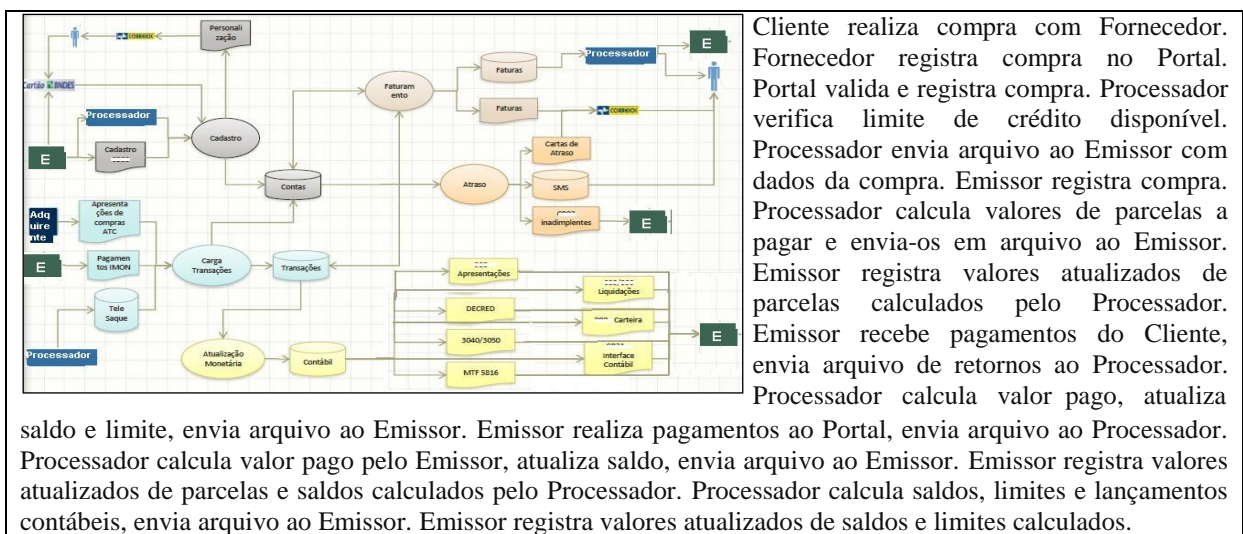 Personali
zação
CORREIOS
Cartão BNDES
Processador
Cadastro
E
Cadastro
Contas
Faturam
ento
Faturas
Faturas
Processador
E
CORREIOS
Cartas de
Atraso
Atraso
SMS
inadimplentes
E
Adq
uire
nte
Apresenta
ções de
compras
ATC
E
Pagamen
tos IMON
Tele
Saque
Processador
Carga
Transações
Transações
Atualização
Monetária
Contábil
Apresentações
Liquidações
DECRED
Carteira
3040/3050
Interface
Contábil
MTF 5816
E
Cliente realiza compra com Fornecedor.
Fornecedor registra compra no Portal.
Portal valida e registra compra. Processador
verifica limite de crédito disponível.
Processador envia arquivo ao Emissor com
dados da compra. Emissor registra compra.
Processador calcula valores de parcelas a
pagar e envia-os em arquivo ao Emissor.
Emissor registra valores atualizados de
parcelas calculados pelo Processador.
Emissor recebe pagamentos do Cliente,
envia arquivo de retornos ao Processador.
Processador calcula valor pago, atualiza
saldo e limite, envia arquivo ao Emissor. Emissor realiza pagamentos ao Portal, envia arquivo ao Processador.
Processador calcula valor pago pelo Emissor, atualiza saldo, envia arquivo ao Emissor. Emissor registra valores
atualizados de parcelas e saldos calculados pelo Processador. Processador calcula saldos, limites e lançamentos
contábeis, envia arquivo ao Emissor. Emissor registra valores atualizados de saldos e limites calculados.